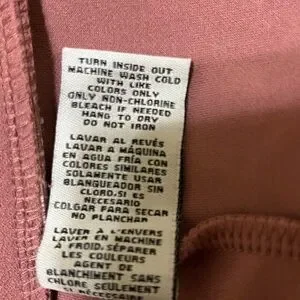 TURN INSIDE OUT
MACHINE WASH COLD
WITH LIKE
COLORS ONLY
ONLY NON-CHLORINE
BLEACH IF NEEDED
HANG TO DRY
DO NOT IRON
LAVAR AL REVÉS
LAVAR A MÁQUINA
EN AGUA FRÍA CON
COLORES SIMILARES
SOLAMENTE USAR
BLANQUEADOR SIN
CLORO,SI ES
NECESARIO
COLGAR PARA SECAR
NO PLANCHAR
LAVER À L'ENVERS
LAVER EN MACHINE
À FROID, SÉPARER
LES COULEURS
AGENT DE
BLANCHIMENT SANS
CHLORE SEULEMENT
SI NÉCESSAIRE